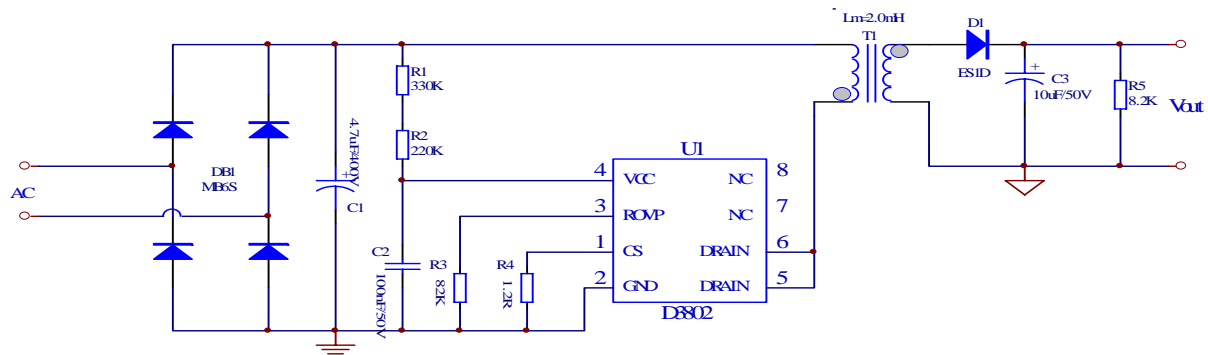 Lm=2.0mH
T1
D1
ES1D
C3
10uF/50V
R5
8.2K
Vout
R1
330K
R2
220K
4.7uF/400V
C1
DB1
MB6S
AC
U1
4 VCC NC 8
3 ROVP NC 7
1 CS DRAIN 6
2 GND DRAIN 5
D3802
C2
100nF/50V
R3
82K
R4
1.2R